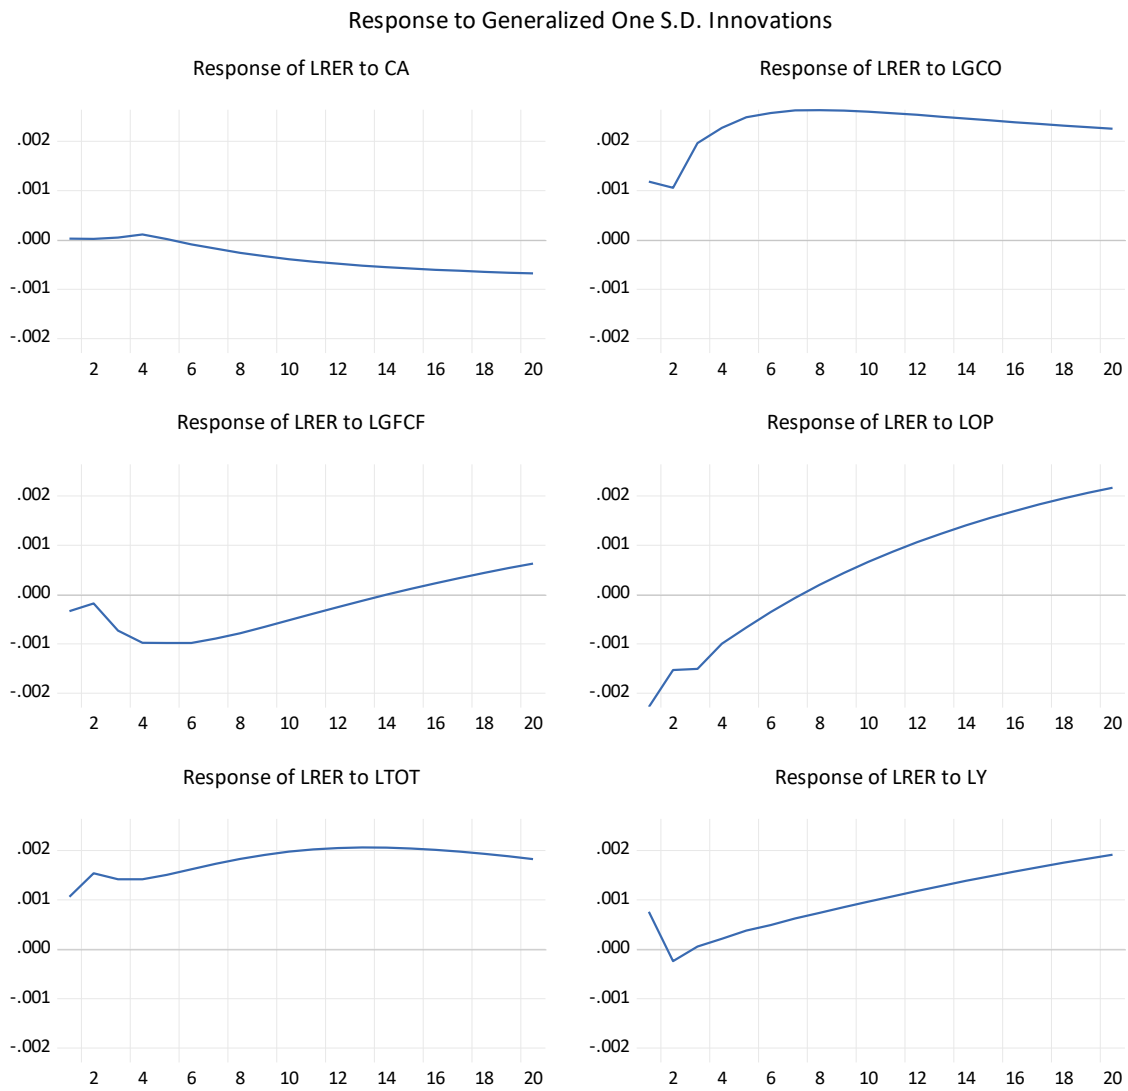 Response to Generalized One S.D. Innovations
Response of LRER to CA
.002
.001
.000
-.001
-.002
2 4 6 8 10 12 14 16 18 20
Response of LRER to LGCO
.002
.001
.000
-.001
-.002
2 4 6 8 10 12 14 16 18 20
Response of LRER to LGFCF
.002
.001
.000
-.001
-.002
2 4 6 8 10 12 14 16 18 20
Response of LRER to LOP
.002
.001
.000
-.001
-.002
2 4 6 8 10 12 14 16 18 20
Response of LRER to LTOT
.002
.001
.000
-.001
-.002
2 4 6 8 10 12 14 16 18 20
Response of LRER to LY
.002
.001
.000
-.001
-.002
2 4 6 8 10 12 14 16 18 20